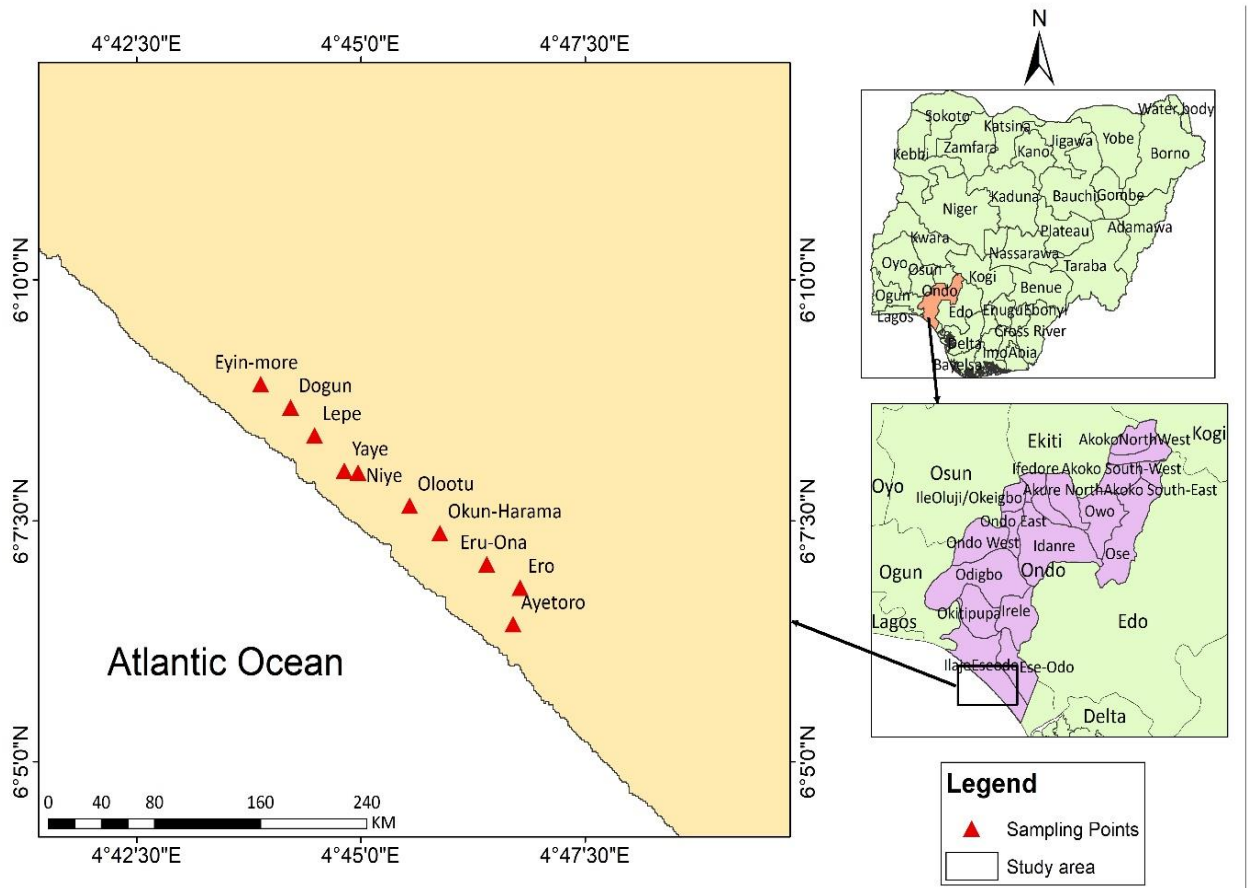 4°42'30"E
4°45'0"E
4°47'30"E
6°10'0"N
6°7'30"N
6°5'0"N
Eyin-more
Dogun
Lepe
Yaye
Niye
Olootu
Okun-Harama
Eru-Ona
Ero
Ayetoro
Atlantic Ocean
0 40 80 160 240
KM
4°42'30"E
4°45'0"E
4°47'30"E
6°10'0"N
6°7'30"N
6°5'0"N
N
Sokoto
Katsina
Water body
Kebbi
Zamfara
Kano
Jigawa
Yobe
Borno
Niger
Kaduna
Bauchi
Gombe
Kwara
Plateau
Adamawa
Nassarawa
Oyo
Osun
Kogi
Taraba
Ogun
Ondo
Benue
Lagos
Edo
Enugu
Ebonyi
Cross River
Delta
Imo
Abia
Bayelsa
Ekiti
AkokoNorthWest
Kogi
Osun
Ifedore
Akoko South-West
Oyo
IleOluji/Okeigbo
Akure North
Akoko South-East
Owo
Ondo East
Ondo West
Idanre
Ose
Ogun
Odigbo
Ondo
Okitipupa
Irele
Lagos
Edo
Ilaje
Ese-Odo
Delta
Legend
Sampling Points
Study area